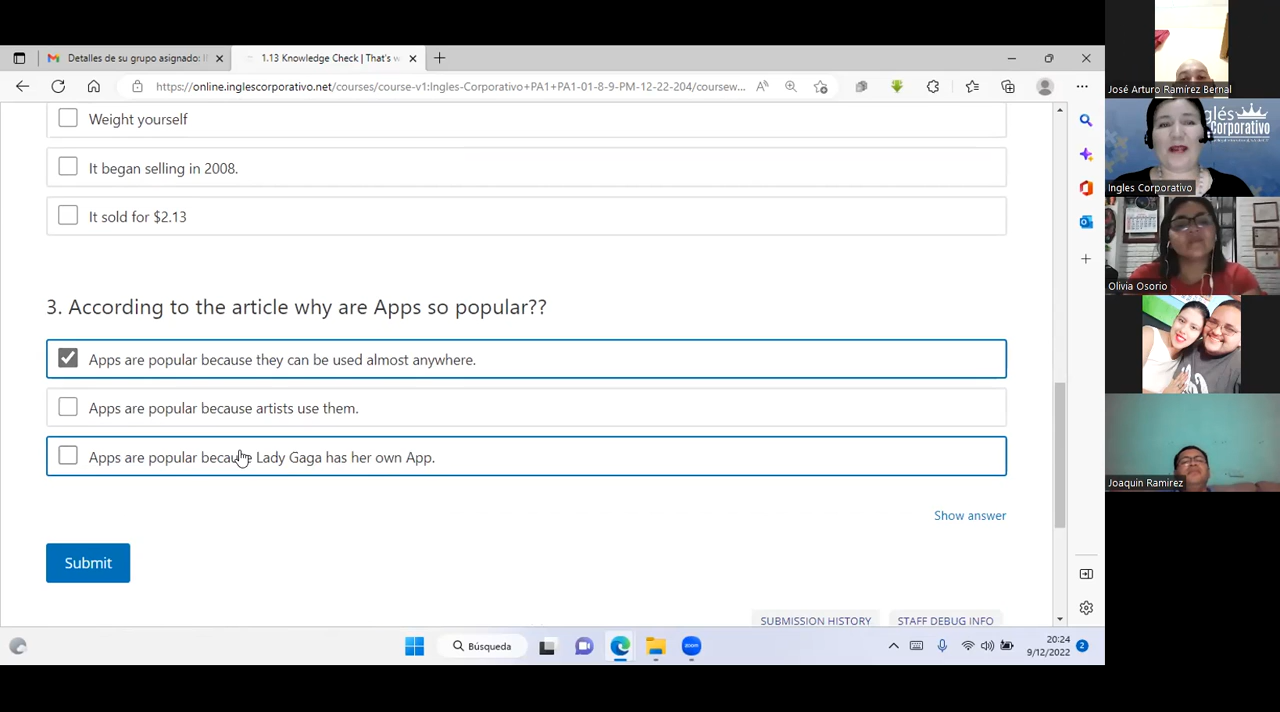 Detalles de su grupo asignado: I
1.13 Knowledge Check | That's w
https://online.inglescorporativo.net/courses/course-v1:Ingles-Corporativo+PA1+PA1-01-8-9-PM-12-22-204/coursew...
Weight yourself
It began selling in 2008.
It sold for $2.13
3. According to the article why are Apps so popular??
Apps are popular because they can be used almost anywhere.
Apps are popular because artists use them.
Apps are popular because Lady Gaga has her own App.
Show answer
Submit
SUBMISSION HISTORY
STAFF DEBUG INFO
Búsqueda
zoom
20:24
9/12/2022
2
José Arturo Ramírez Bernal
glés
Corporativo
Ingles Corporativo
Olivia Osorio
Joaquin Ramirez